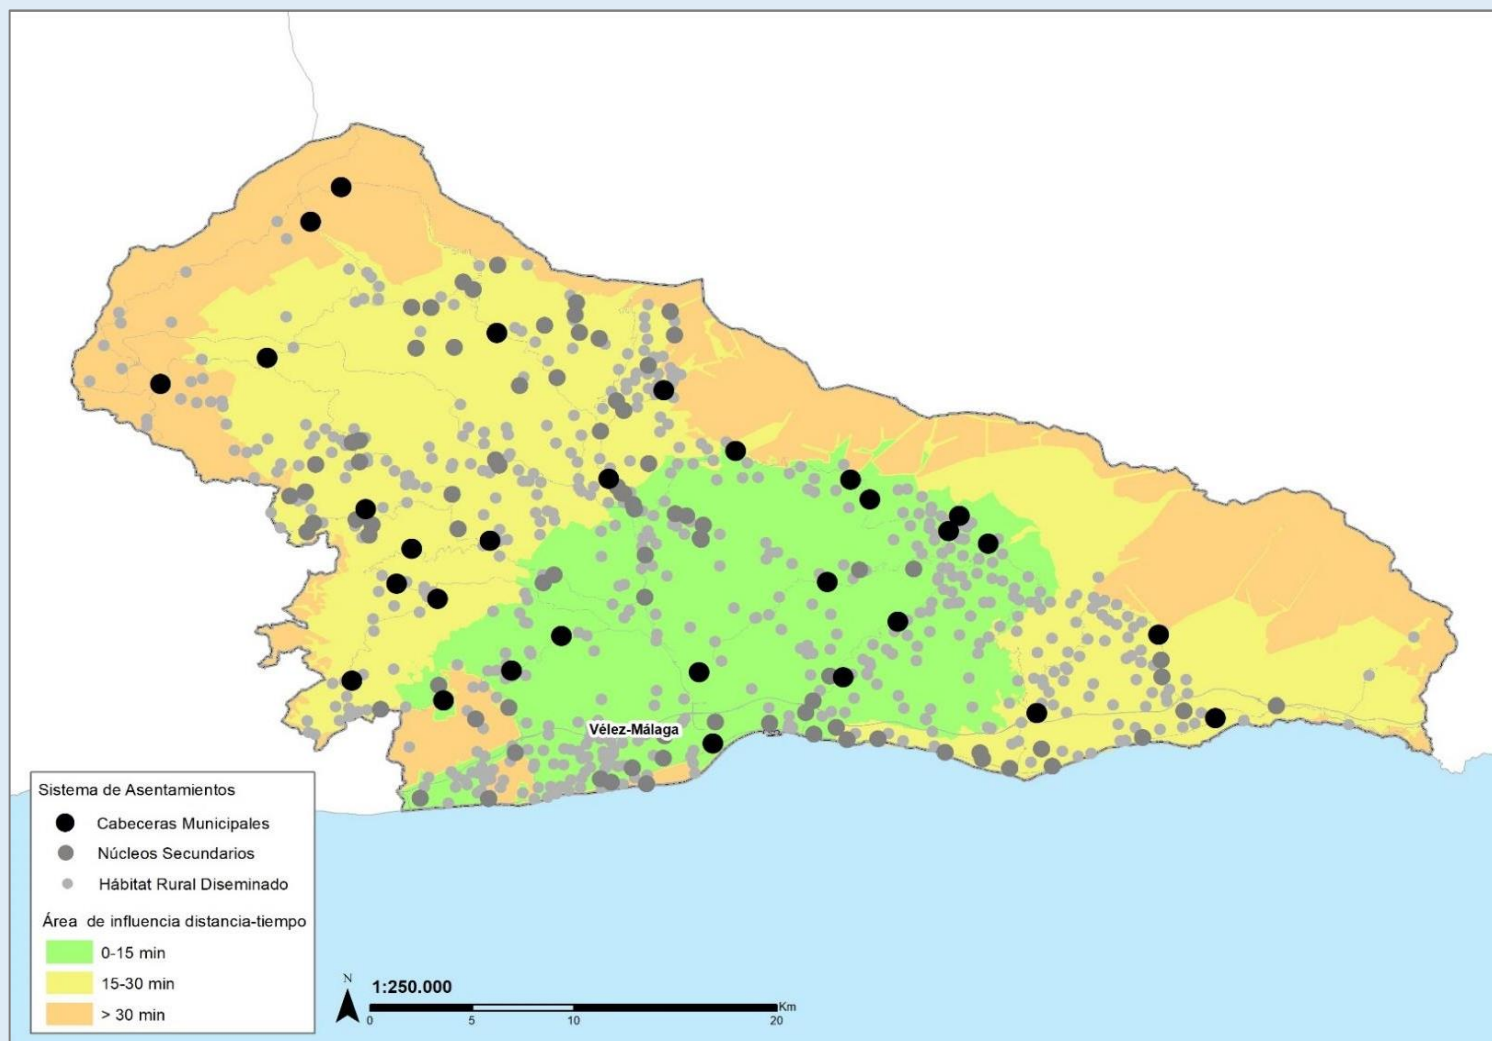 Vélez-Málaga
Sistema de Asentamientos
Cabeceras Municipales
Núcleos Secundarios
Hábitat Rural Diseminado
Área de influencia distancia-tiempo
0-15 min
15-30 min
> 30 min
N
1:250.000
Km
0 5 10 20